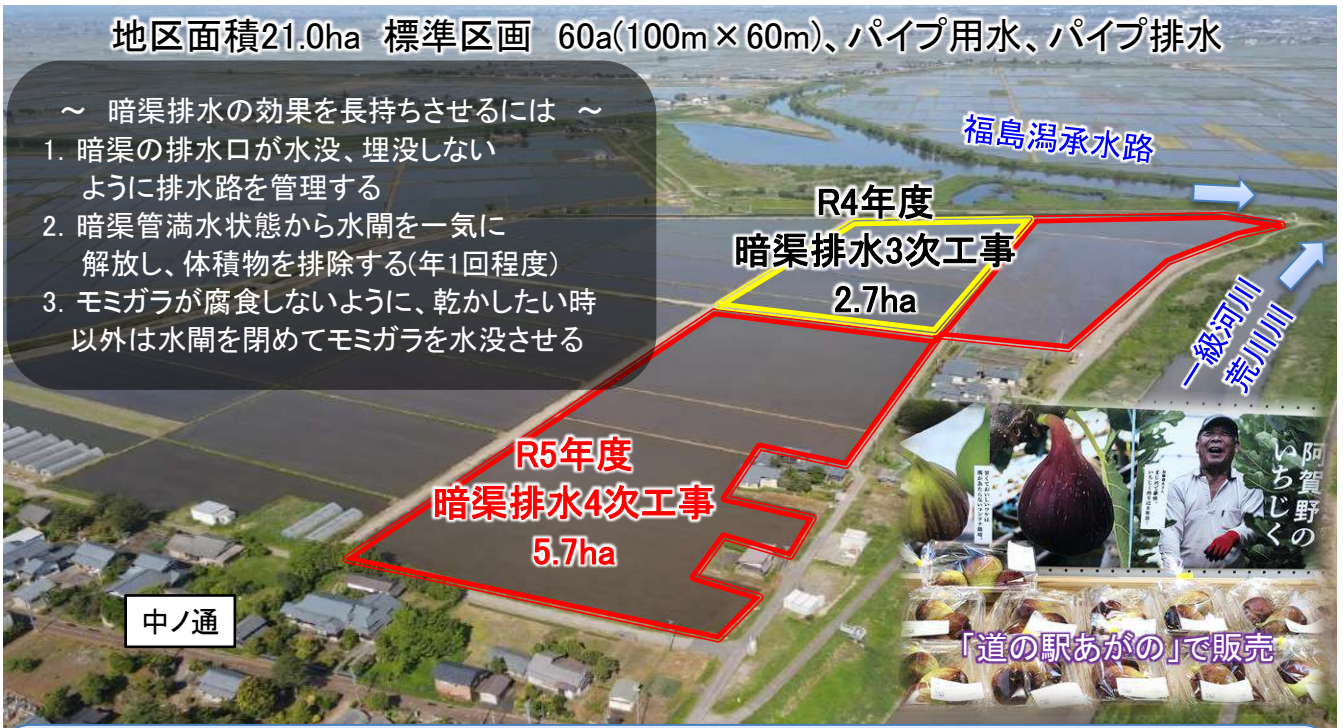 地区面積21.0ha 標準区画 60a(100m×60m)、パイプ用水、パイプ排水
～ 暗渠排水の効果を長持ちさせるには ～
1. 暗渠の排水口が水没、埋没しない
ように排水路を管理する
2. 暗渠管満水状態から水閘を一気に
解放し、体積物を排除する(年1回程度)
3. モミガラが腐食しないように、乾かしたい時
以外は水閘を閉めてモミガラを水没させる
福島潟承水路
R4年度
暗渠排水3次工事
2.7ha
一級河川
荒川川
R5年度
暗渠排水4次工事
5.7ha
中ノ通
阿賀野の
いちじく
「道の駅あがの」で販売